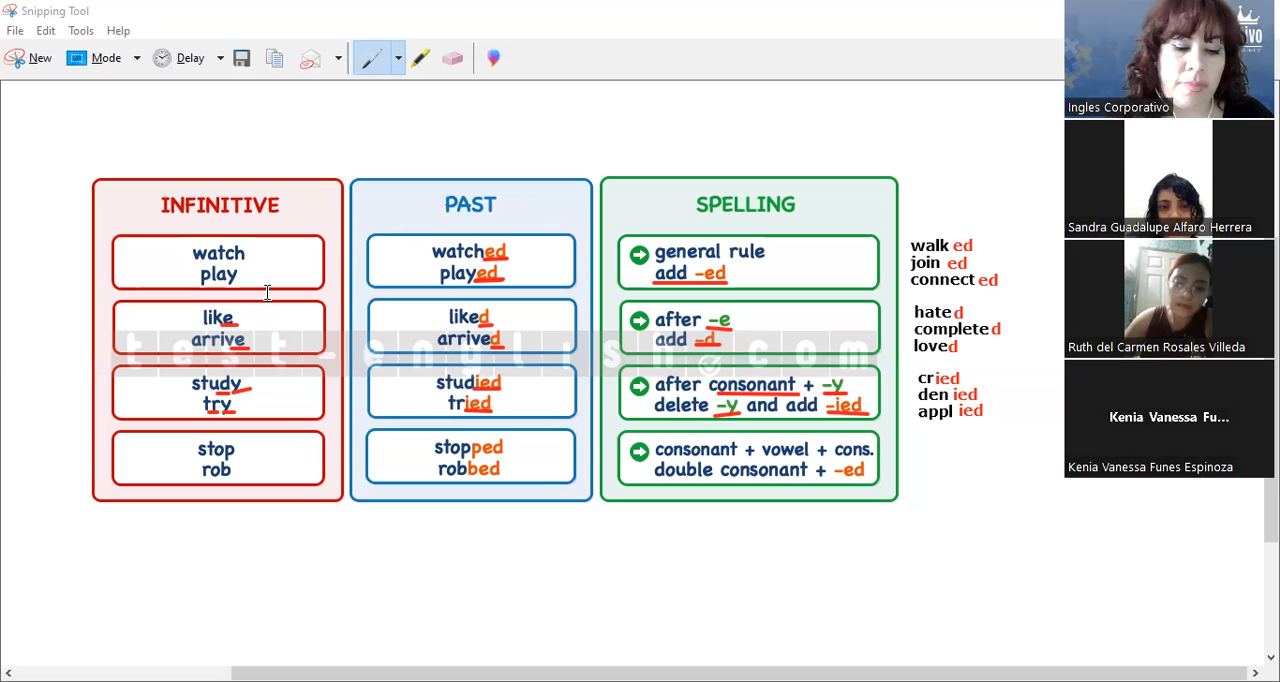 Snipping Tool
File Edit Tools Help
New Mode Delay
INFINITIVE
watch
play
like
arrive
study
try
stop
rob
PAST
watched
played
liked
arrived
studied
tried
stopped
robbed
SPELLING
general rule
add -ed
after -e
add -d
after consonant + -y
delete -y and add -ied
consonant + vowel + cons.
double consonant + -ed
walk ed
join ed
connect ed
hated
completed
loved
cried
den ied
appl ied
test-english.com
Ingles Corporativo
Sandra Guadalupe Alfaro Herrera
Ruth del Carmen Rosales Villeda
Kenia Vanessa Fu...
Kenia Vanessa Funes Espinoza